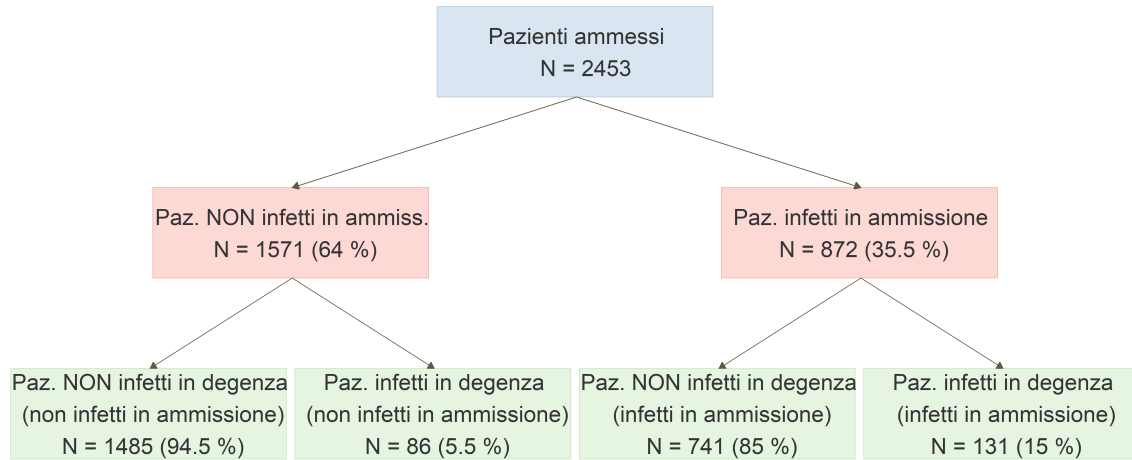 Pazienti ammessi
N = 2453
Paz. NON infetti in ammiss.
N = 1571 (64 %)
Paz. infetti in ammissione
N = 872 (35.5 %)
Paz. NON infetti in degenza
(non infetti in ammissione)
N = 1485 (94.5 %)
Paz. infetti in degenza
(non infetti in ammissione)
N = 86 (5.5 %)
Paz. NON infetti in degenza
(infetti in ammissione)
N = 741 (85 %)
Paz. infetti in degenza
(infetti in ammissione)
N = 131 (15 %)